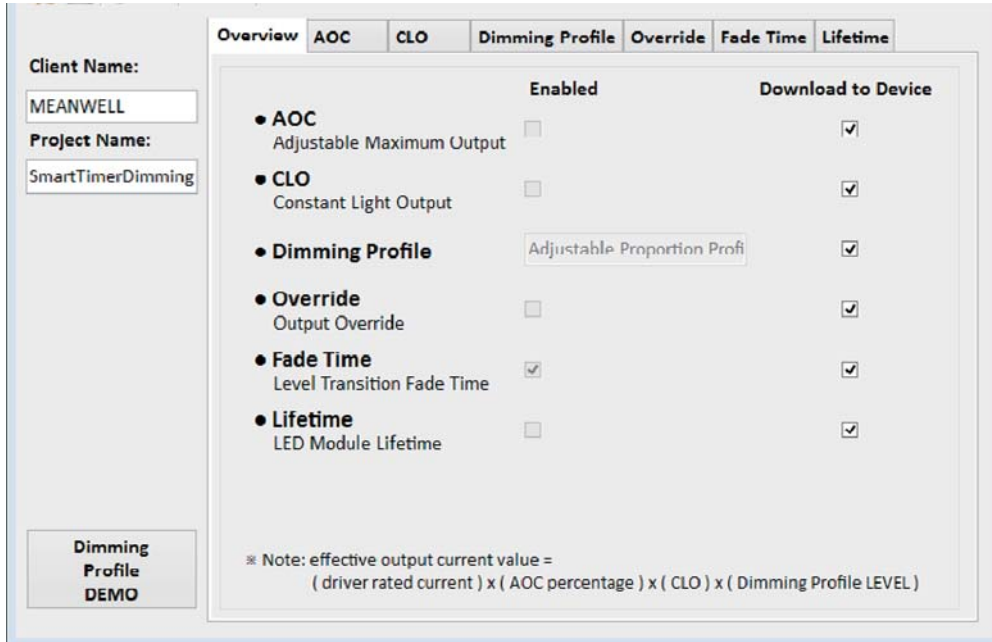 Overview AOC CLO Dimming Profile Override Fade Time Lifetime
Client Name:
MEANWELL
Project Name:
SmartTimerDimming
Enabled Download to Device
● AOC
Adjustable Maximum Output
● CLO
Constant Light Output
● Dimming Profile Adjustable Proportion Profi
● Override
Output Override
● Fade Time
Level Transition Fade Time
● Lifetime
LED Module Lifetime
Dimming
Profile
DEMO
※ Note: effective output current value =
( driver rated current ) x ( AOC percentage ) x ( CLO ) x ( Dimming Profile LEVEL )